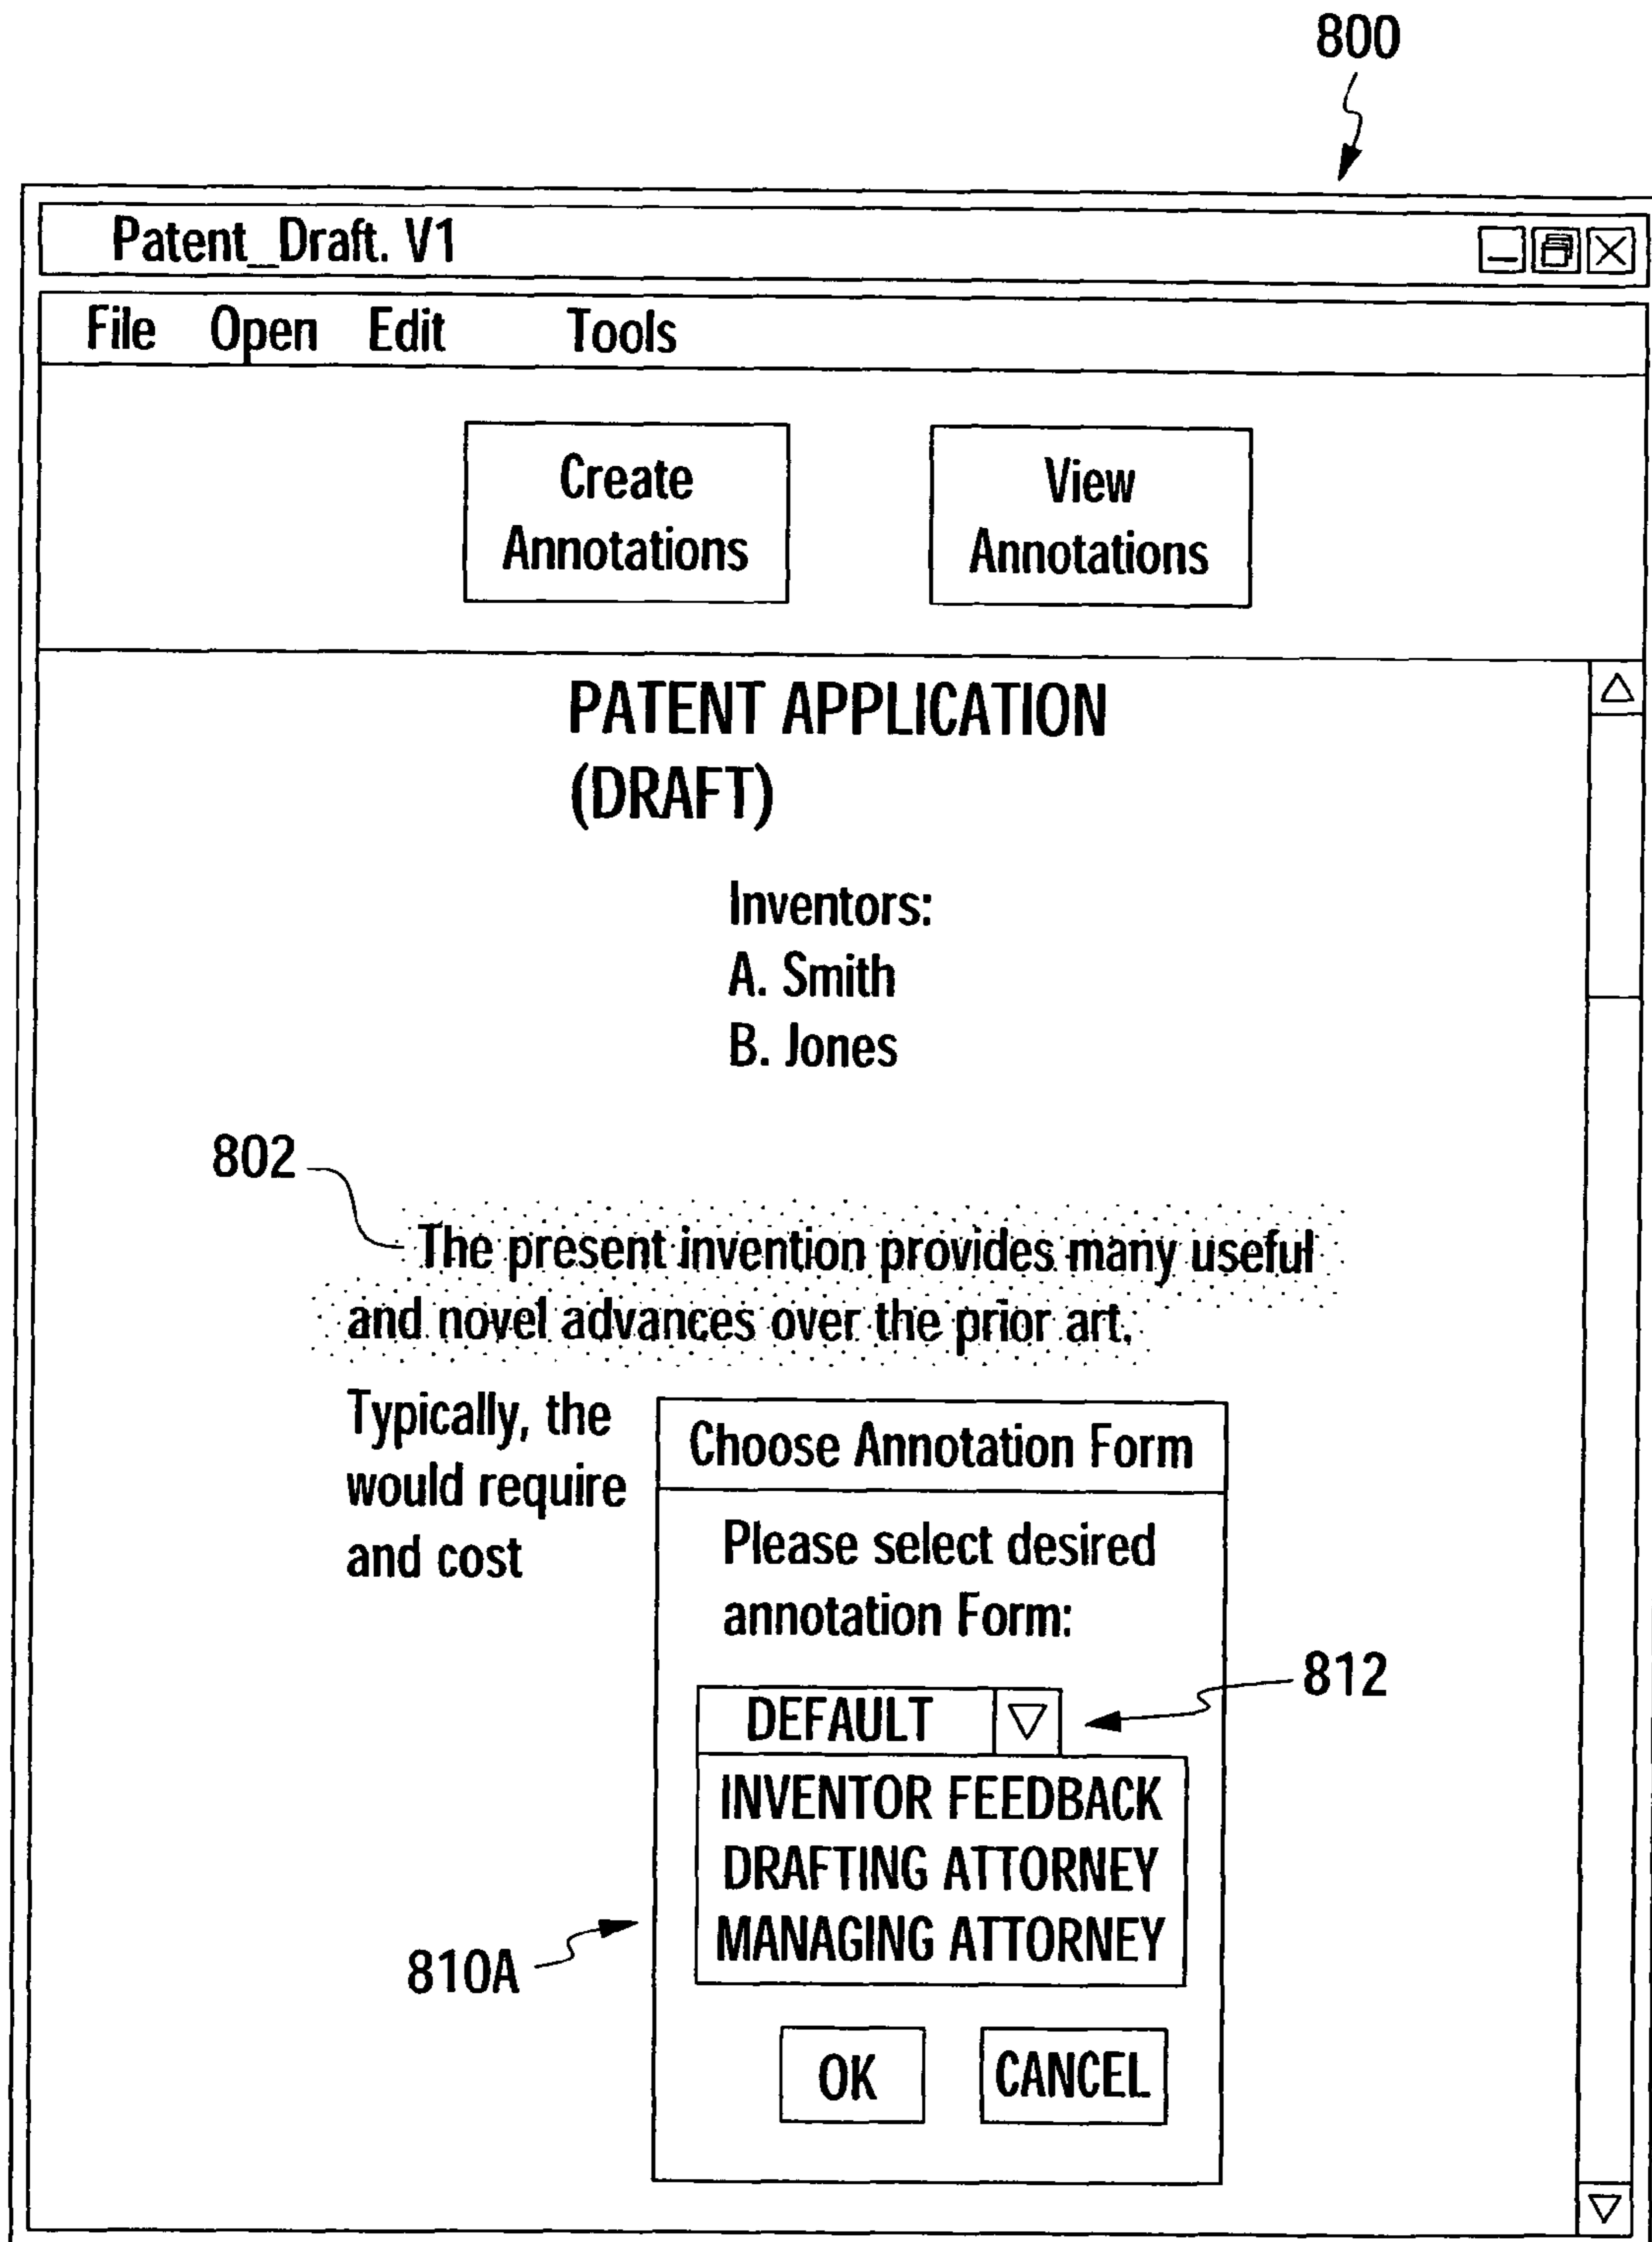 800
Patent_Draft. V1
File Open Edit Tools
Create
Annotations
View
Annotations
PATENT APPLICATION
(DRAFT)
Inventors:
A. Smith
B. Jones
802
The present invention provides many useful
and novel advances over the prior art.
Typically, the
would require
and cost
Choose Annotation Form
Please select desired
annotation Form:
812
DEFAULT
INVENTOR FEEDBACK
DRAFTING ATTORNEY
MANAGING ATTORNEY
810A
OK
CANCEL